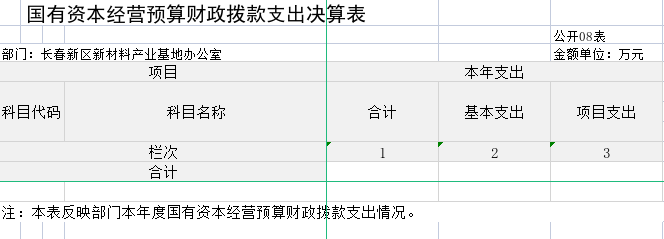 国有资本经营预算财政拨款支出决算表
公开08表
部门：长春新区新材料产业基地办公室 金额单位：万元
项目 本年支出
科目代码 科目名称 合计 基本支出 项目支出
栏次 1 2 3
合计
注：本表反映部门本年度国有资本经营预算财政拨款支出情况。